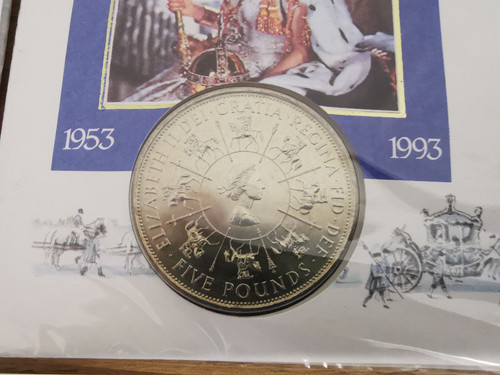 1953
1993
ELIZABETH II DEI · GRATIA · REGINA · FID · DEF ·
· FIVE POUNDS ·